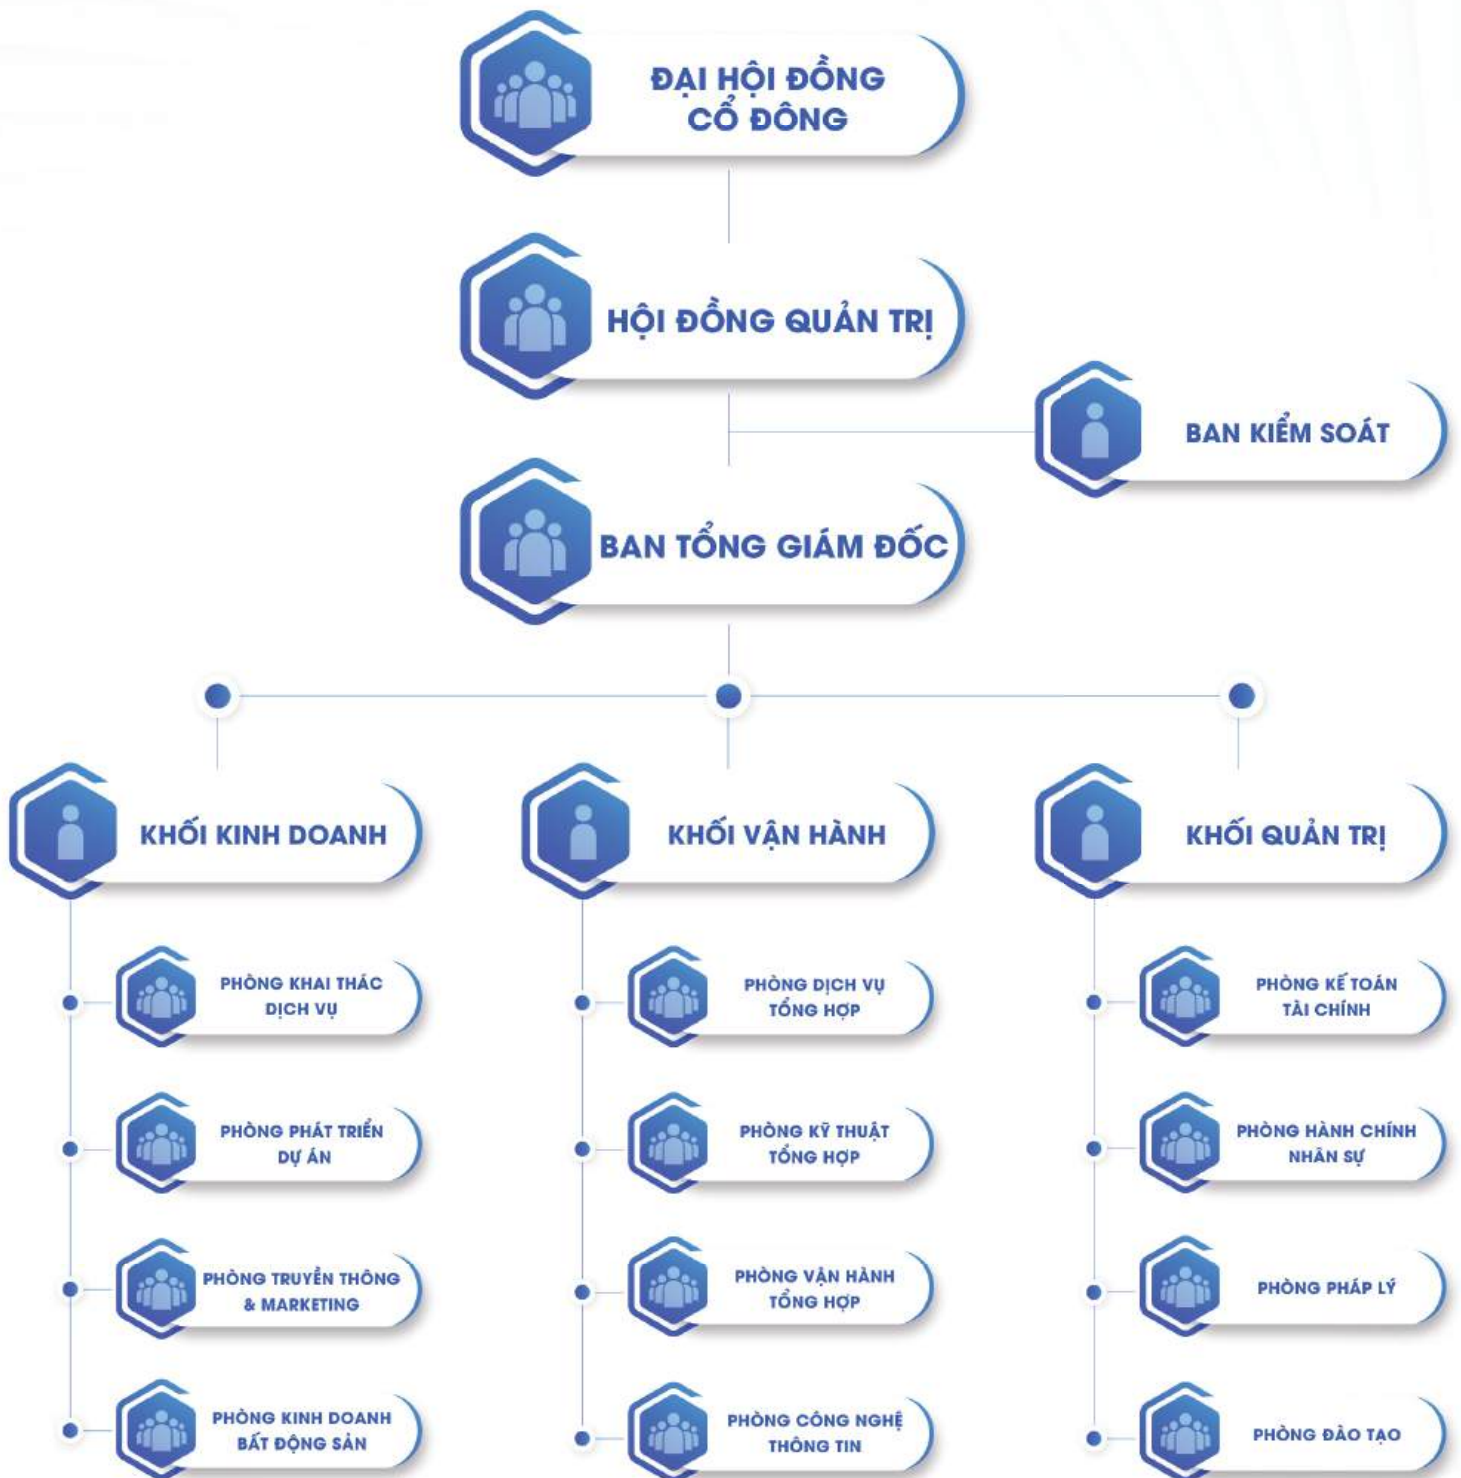 ĐẠI HỘI ĐỒNG
CỔ ĐÔNG
HỘI ĐỒNG QUẢN TRỊ
BAN KIỂM SOÁT
BAN TỔNG GIÁM ĐỐC
KHỐI KINH DOANH
PHÒNG KHAI THÁC
DỊCH VỤ
PHÒNG PHÁT TRIỂN
DỰ ÁN
PHÒNG TRUYỀN THÔNG
& MARKETING
PHÒNG KINH DOANH
BẤT ĐỘNG SẢN
KHỐI VẬN HÀNH
PHÒNG DỊCH VỤ
TỔNG HỢP
PHÒNG KỸ THUẬT
TỔNG HỢP
PHÒNG VẬN HÀNH
TỔNG HỢP
PHÒNG CÔNG NGHỆ
THÔNG TIN
KHỐI QUẢN TRỊ
PHÒNG KẾ TOÁN
TÀI CHÍNH
PHÒNG HÀNH CHÍNH
NHÂN SỰ
PHÒNG PHÁP LÝ
PHÒNG ĐÀO TẠO